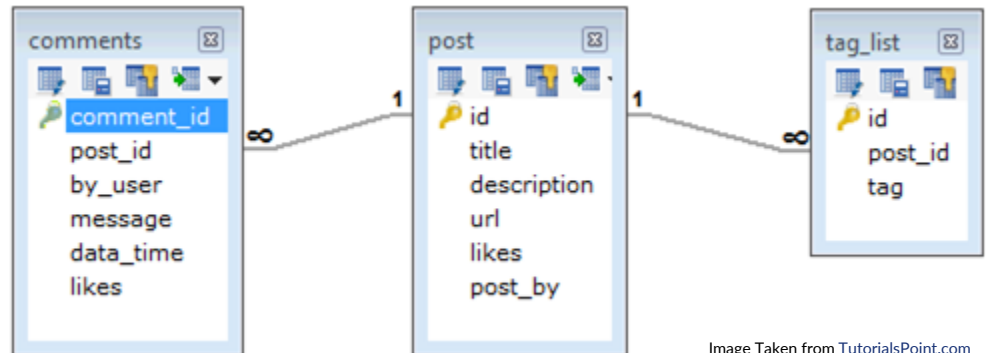 comments
comment_id
post_id
by_user
message
data_time
likes
∞
1
post
id
title
description
url
likes
post_by
1
∞
tag_list
id
post_id
tag
Image Taken from TutorialsPoint.com